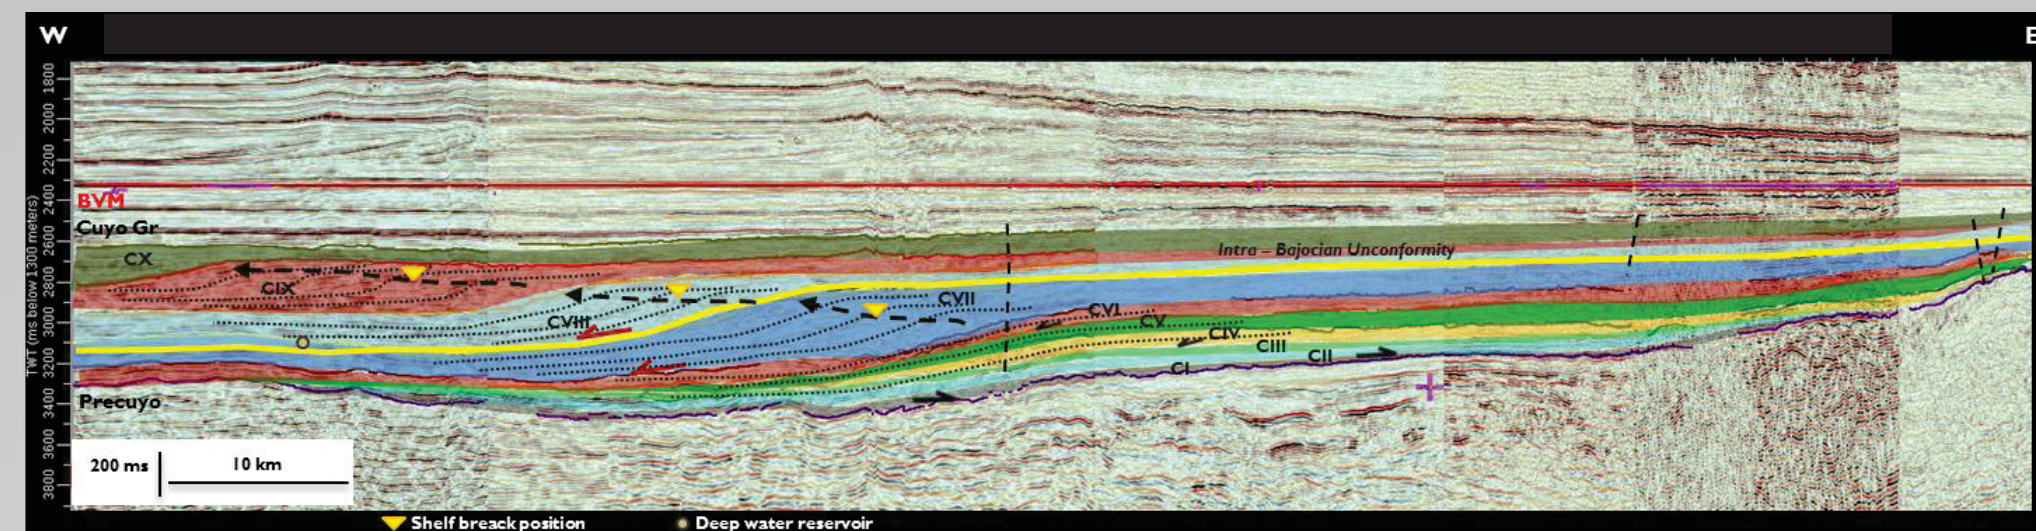 W
E
TWT (ms below 1300 meters)
1800
2000
2200
2400
2600
2800
3000
3200
3400
3600
3800
BVM
Cuyo Gr
CX
Intra – Bajocian Unconformity
CIX
CVII
CVIII
CVI
CV
CIV
CIII
CII
CI
Precuyo
200 ms
10 km
Shelf breack position
Deep water reservoir